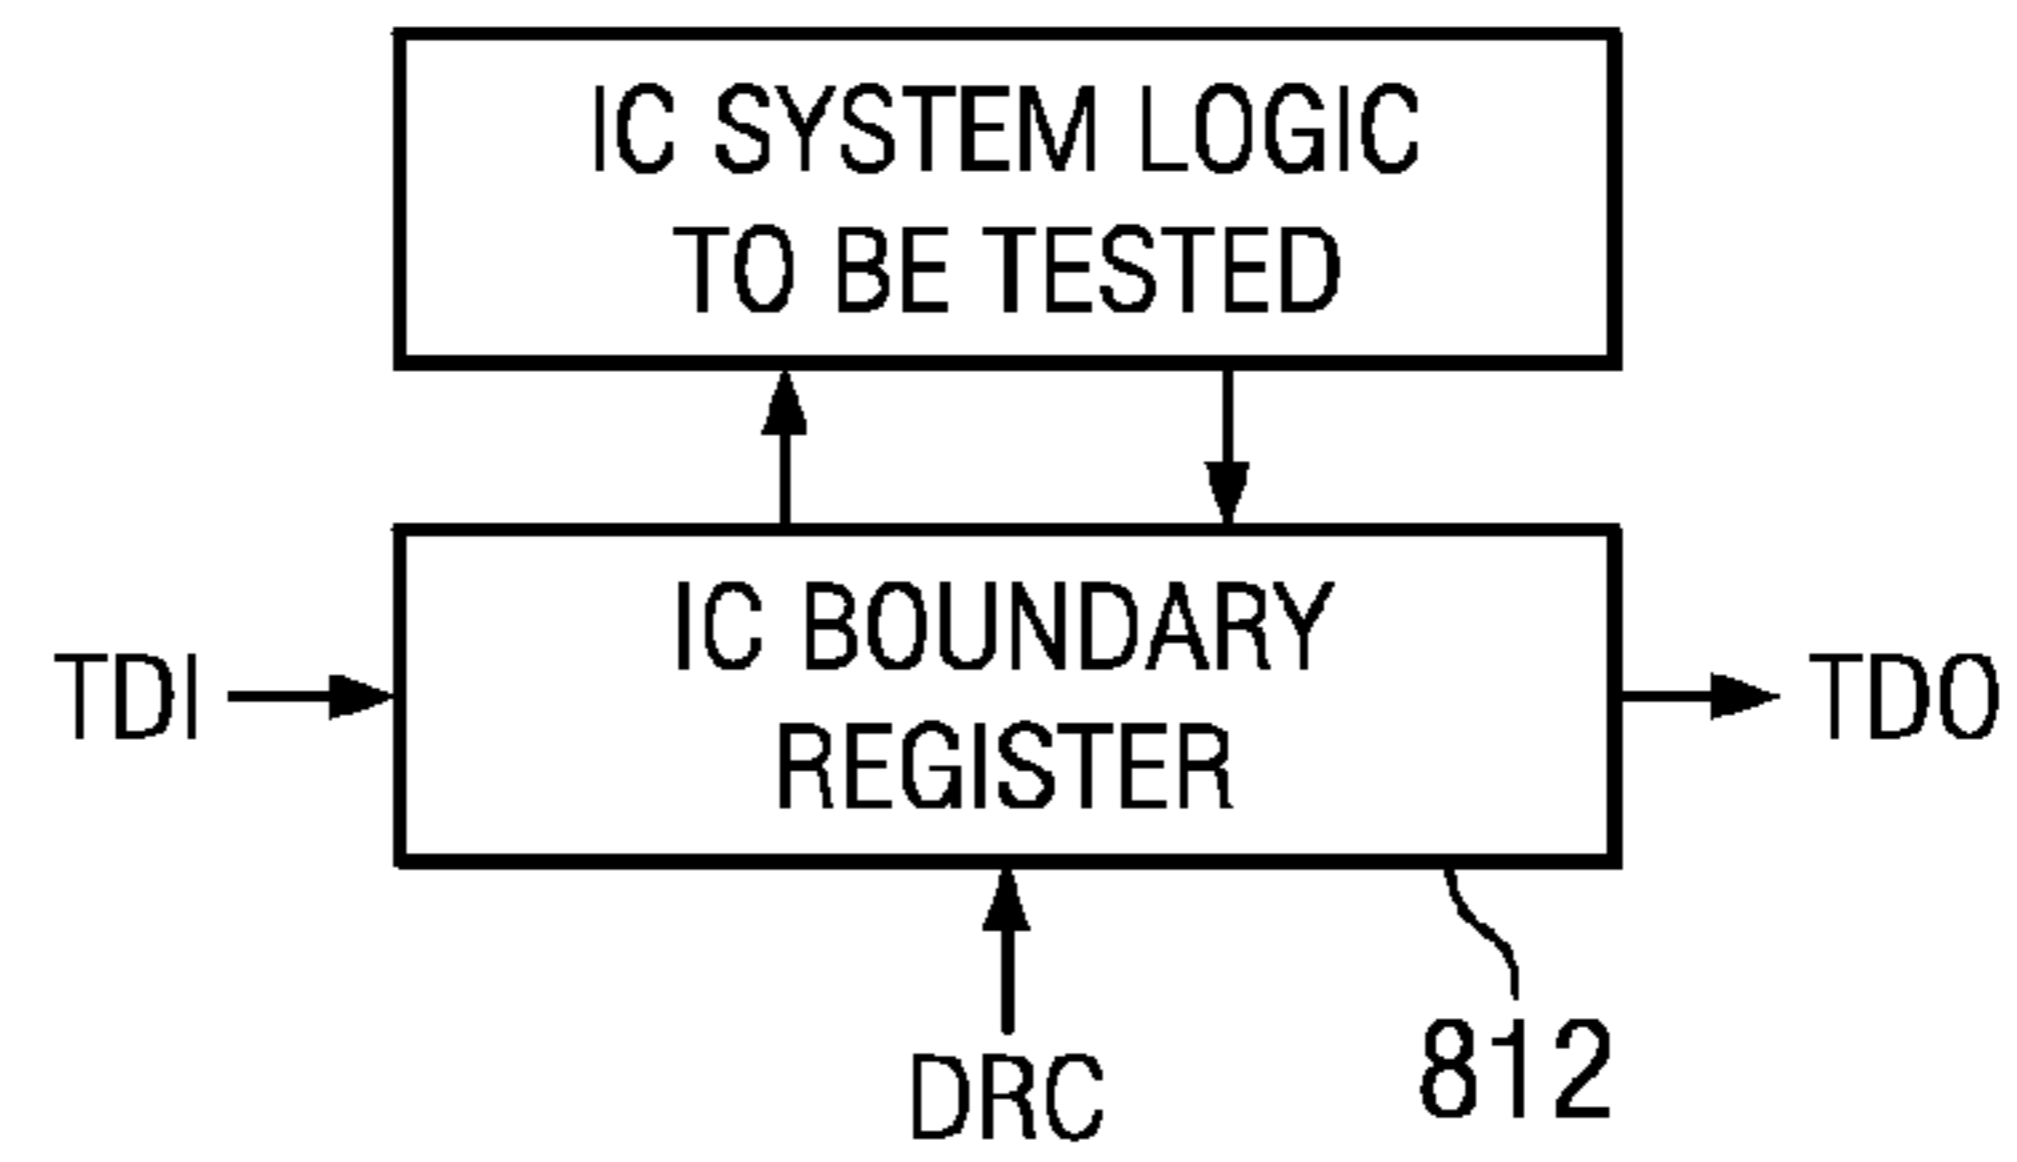 IC SYSTEM LOGIC
TO BE TESTED
IC BOUNDARY
REGISTER
TDI
TDO
DRC
812